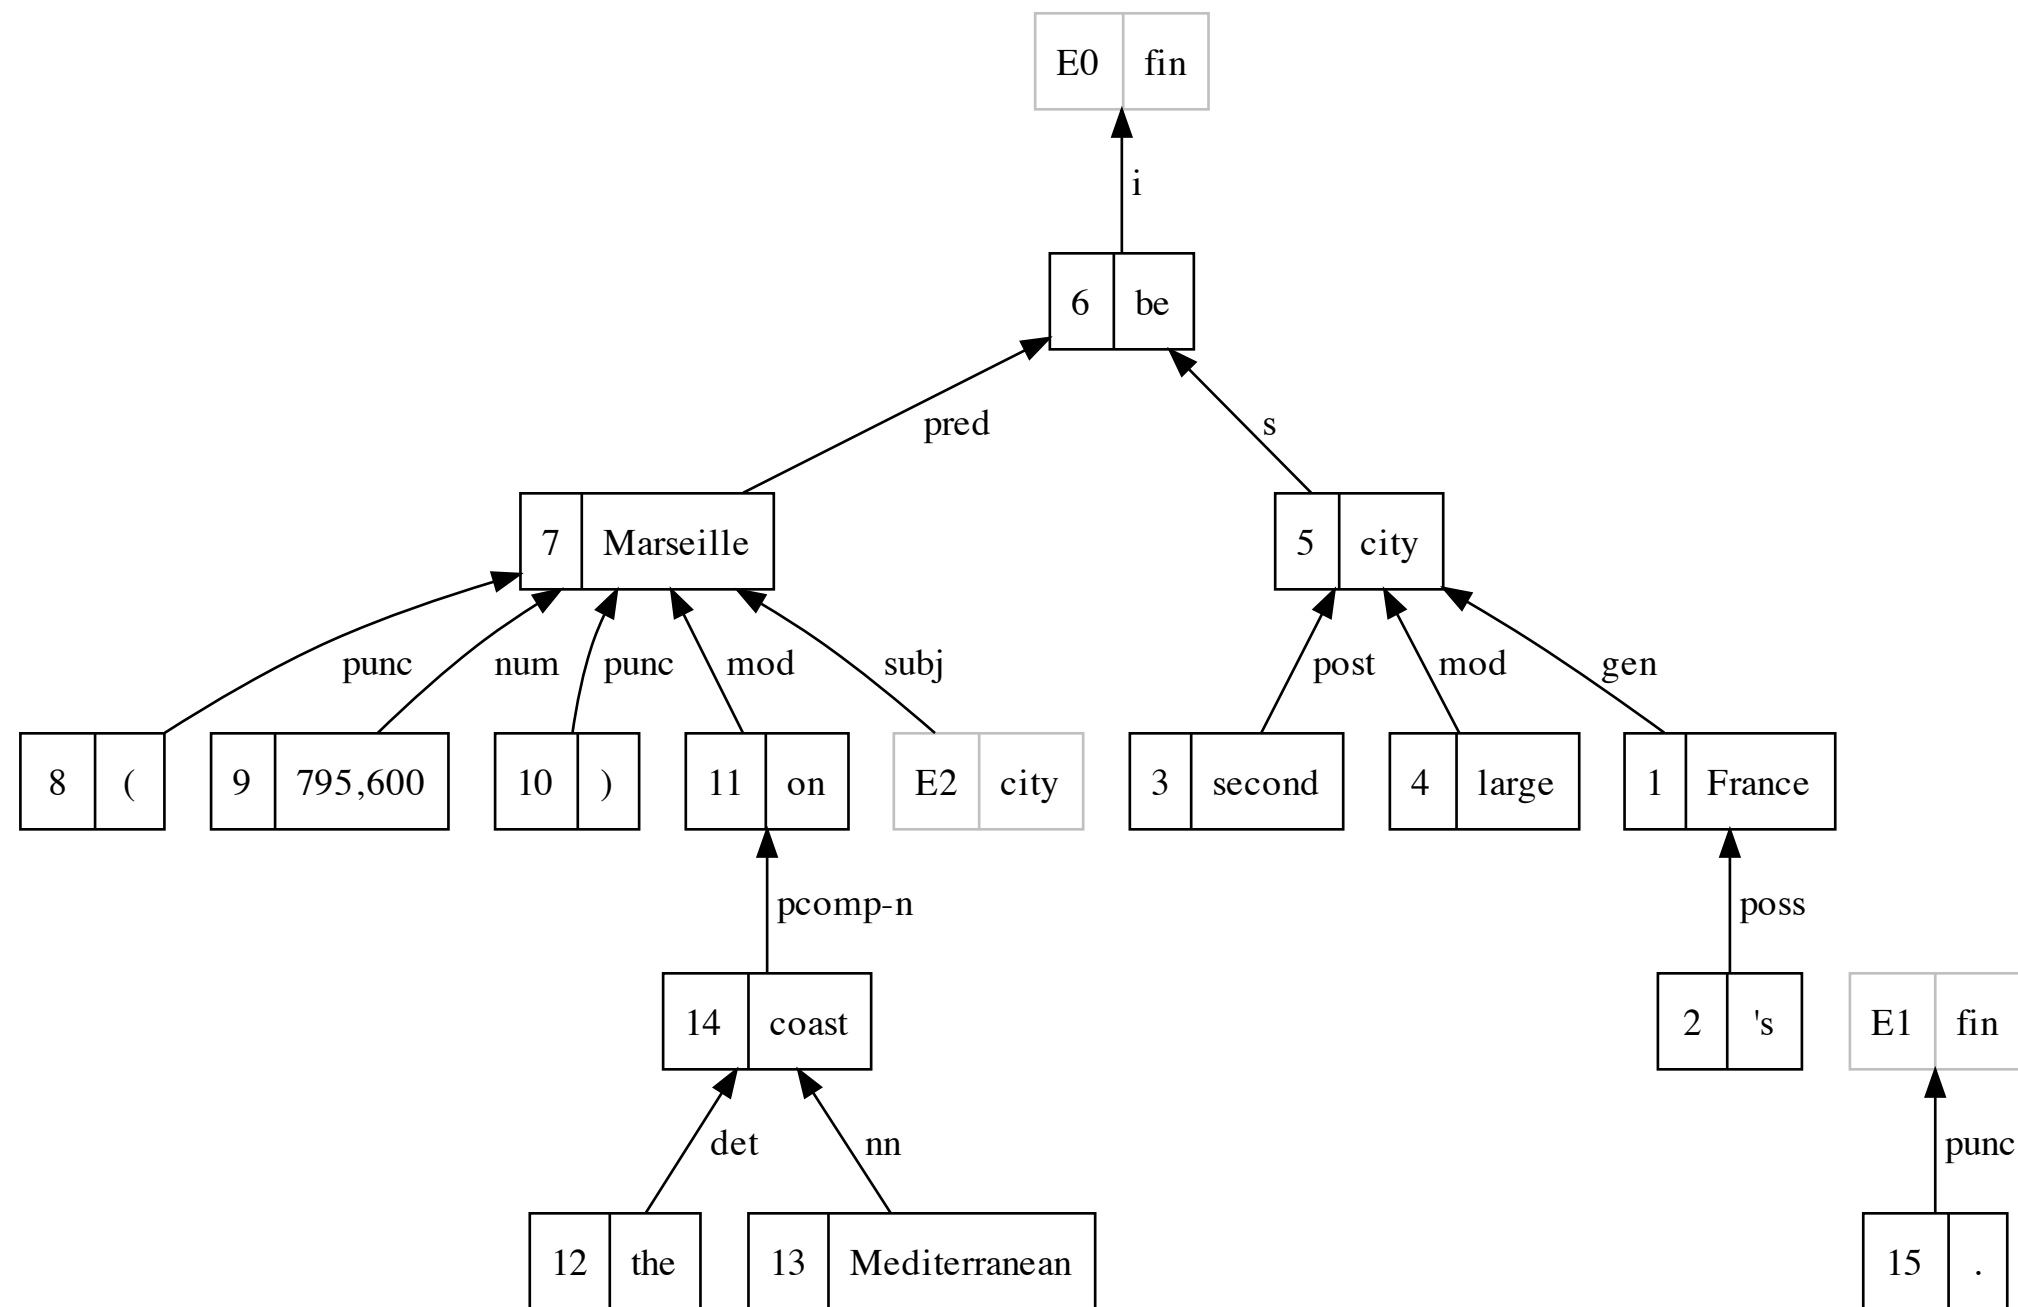 E0 fin
i
6 be
pred s
7 Marseille 5 city
punc num punc mod subj post mod gen
8 ( 9 795,600 10 ) 11 on E2 city 3 second 4 large 1 France
pcomp-n poss
14 coast 2 's E1 fin
det nn punc
12 the 13 Mediterranean 15 .